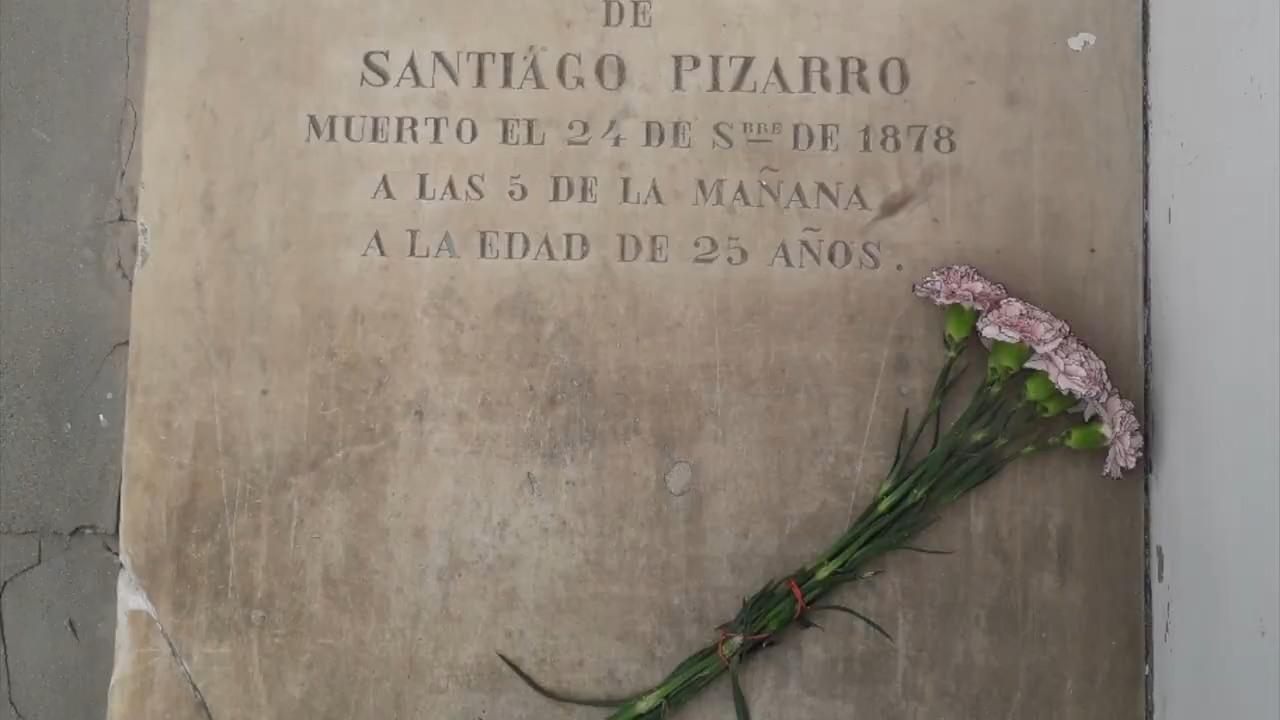 DE
SANTIÁGO PIZARRO
MUERTO EL 24 DE Sᴮᴿᴱ DE 1878
A LAS 5 DE LA MAÑANA
A LA EDAD DE 25 AÑOS.